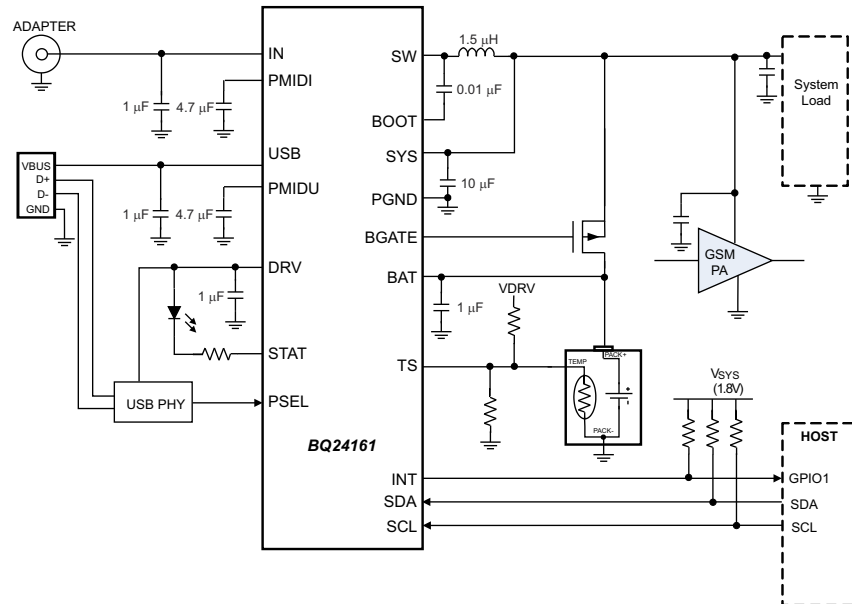 ADAPTER
IN
PMIDI
1 μF
4.7 μF
VBUS
D+
D-
GND
USB
PMIDU
1 μF
4.7 μF
DRV
1 μF
STAT
USB PHY
PSEL
BQ24161
SW
1.5 μH
0.01 μF
BOOT
SYS
10 μF
PGND
BGATE
BAT
1 μF
VDRV
TS
TEMP
PACK+
+
-
PACK-
System
Load
GSM
PA
VSYS
(1.8V)
HOST
INT
GPIO1
SDA
SDA
SCL
SCL